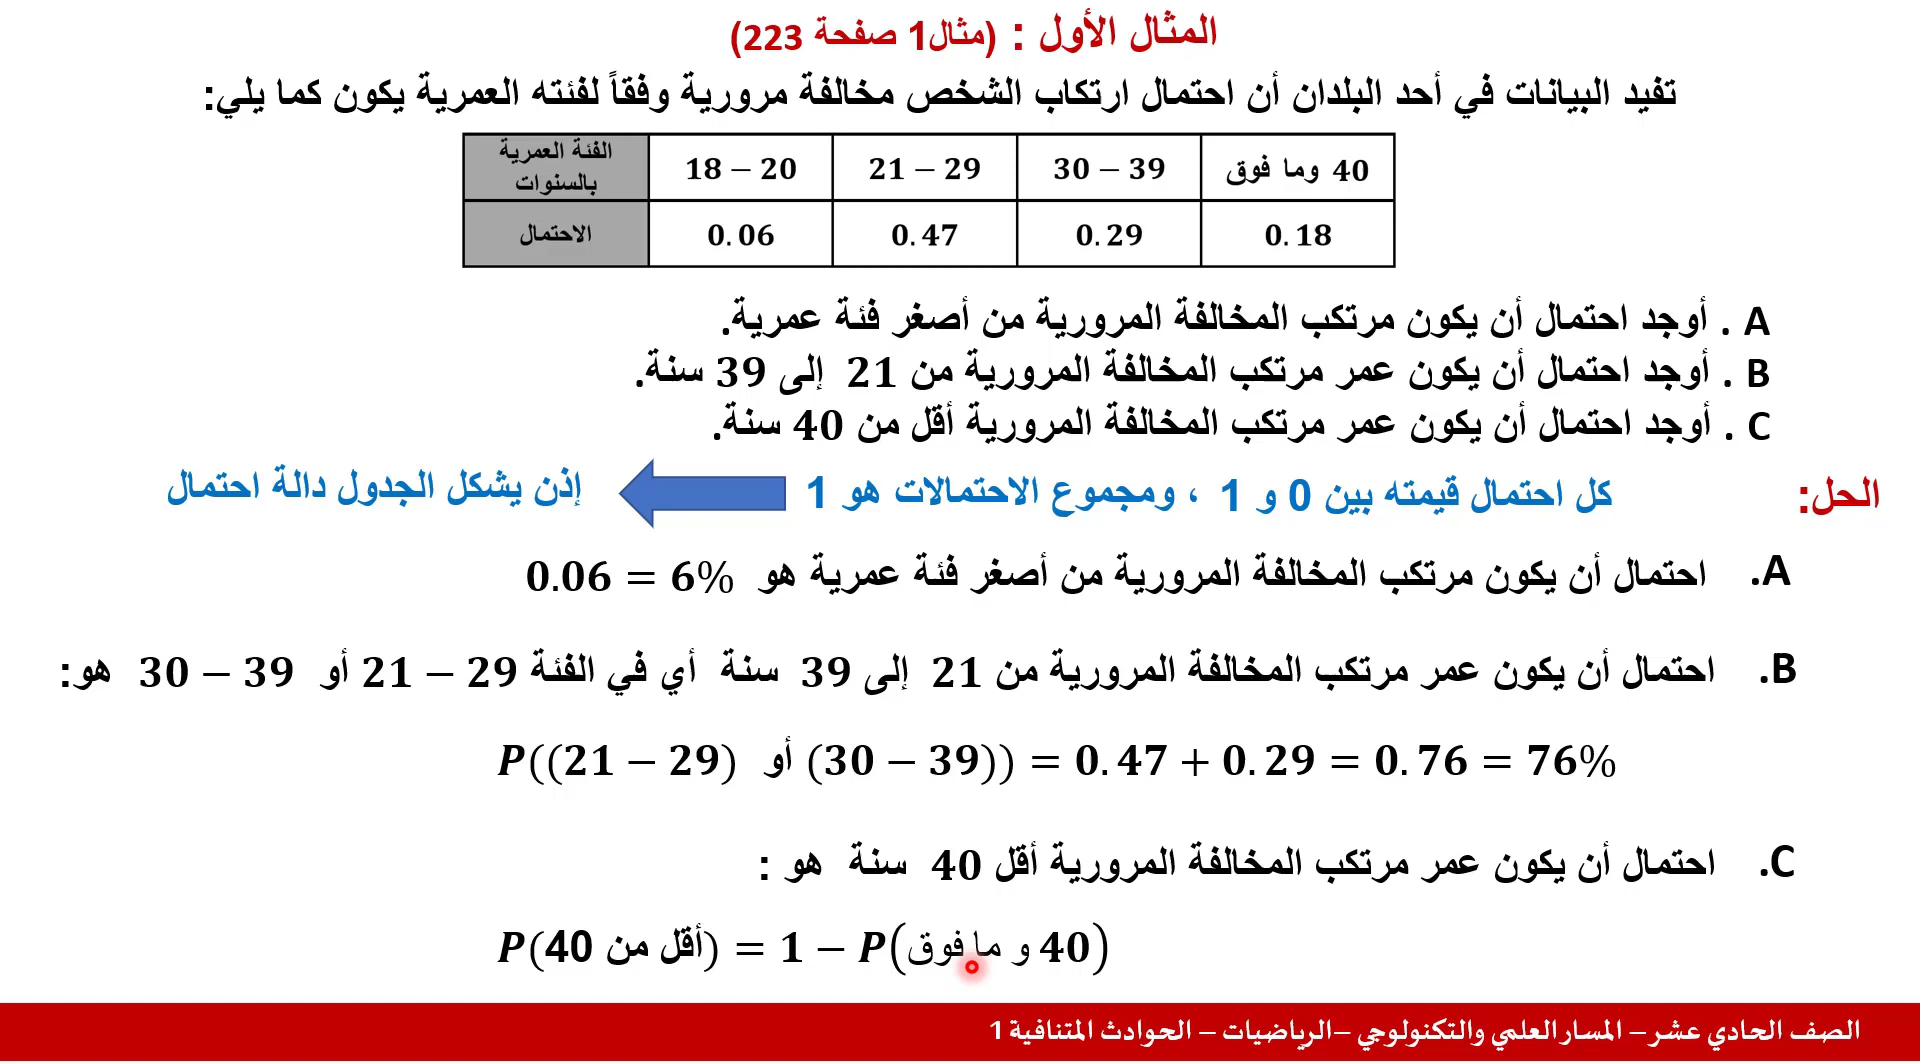 المثال الأول : (مثال1 صفحة 223)
تفيد البيانات في أحد البلدان أن احتمال ارتكاب الشخص مخالفة مرورية وفقاً لفئته العمرية يكون كما يلي:
الفئة العمرية بالسنوات 18 – 20 21 – 29 30 – 39 40 وما فوق
الاحتمال 0.06 0.47 0.29 0.18
A . أوجد احتمال أن يكون مرتكب المخالفة المرورية من أصغر فئة عمرية.
B . أوجد احتمال أن يكون عمر مرتكب المخالفة المرورية من 21 إلى 39 سنة.
C . أوجد احتمال أن يكون عمر مرتكب المخالفة المرورية أقل من 40 سنة.
الحل: كل احتمال قيمته بين 0 و 1 ، ومجموع الاحتمالات هو 1 إذن يشكل الجدول دالة احتمال
A. احتمال أن يكون مرتكب المخالفة المرورية من أصغر فئة عمرية هو 0.06 = 6%
B. احتمال أن يكون عمر مرتكب المخالفة المرورية من 21 إلى 39 سنة أي في الفئة 21 – 29 أو 30 – 39 هو:
P((21 – 29) أو (30 – 39)) = 0.47 + 0.29 = 0.76 = 76%
C. احتمال أن يكون عمر مرتكب المخالفة المرورية أقل 40 سنة هو :
P(أقل من 40) = 1 – P(40 و ما فوق)
الصف الحادي عشر – المسار العلمي والتكنولوجي –الرياضيات – الحوادث المتنافية 1